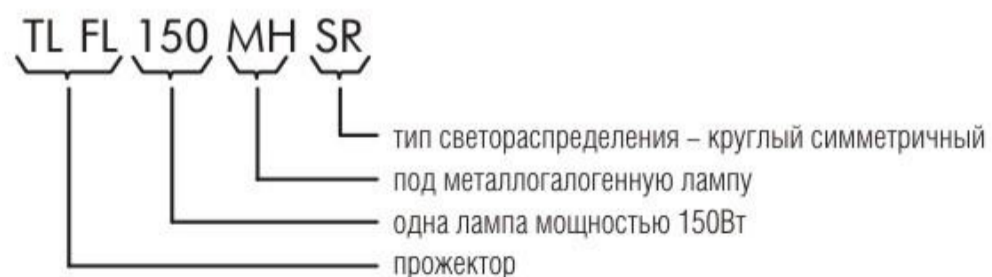 TL FL 150 MH SR
тип светораспределения – круглый симметричный
под металлогалогенную лампу
одна лампа мощностью 150Вт
прожектор